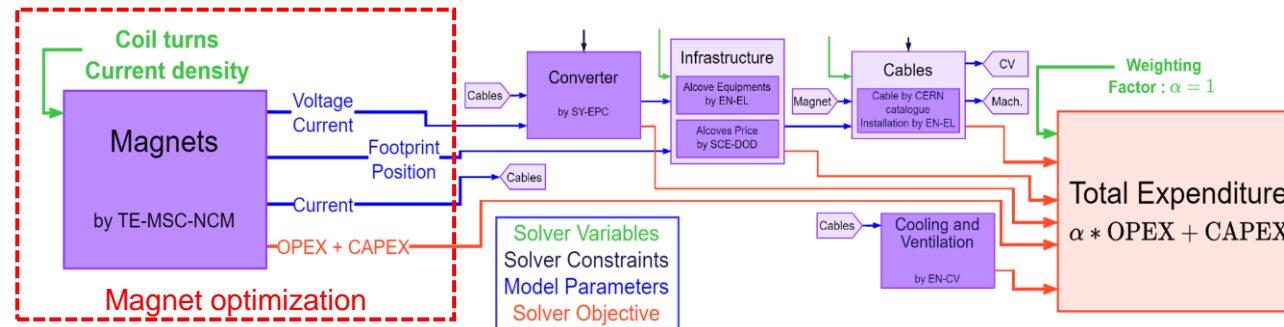 Coil turns
Current density
Magnets
by TE-MSC-NCM
Voltage
Current
Footprint
Position
Current
OPEX + CAPEX
Magnet optimization
Cables
Cables
Converter
by SY-EPC
Infrastructure
Alcove Equipments
by EN-EL
Alcoves Price
by SCE-DOD
Magnet
Cables
Cable by CERN
catalogue
Installation by EN-EL
CV
Mach.
Solver Variables
Solver Constraints
Model Parameters
Solver Objective
Cables
Cooling and
Ventilation
by EN-CV
Weighting
Factor : α = 1
Total Expenditure
α * OPEX + CAPEX